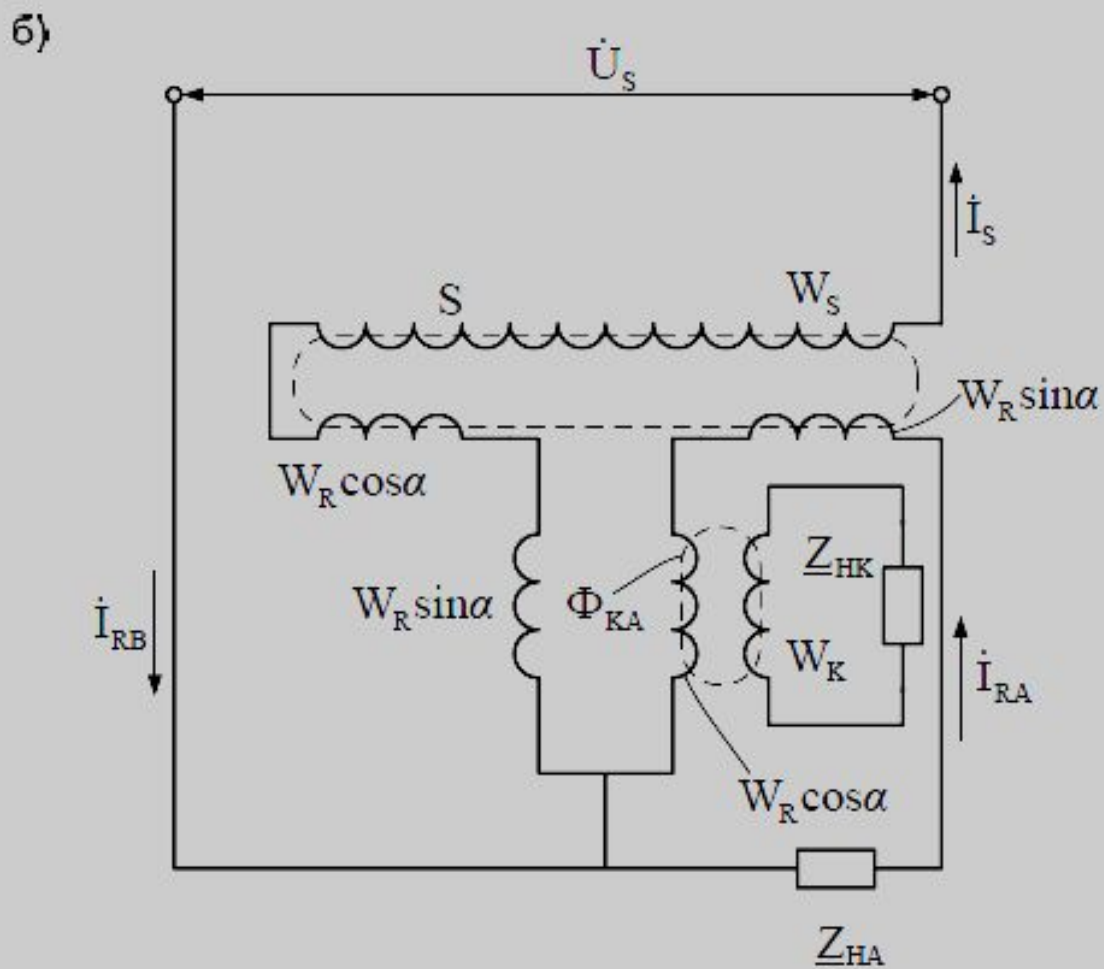 б)
U̇S
İS
S
WS
WR sinα
WR cosα
WR sinα
ΦKA
ZHK
İRB
WK
İRA
WR cosα
ZHA